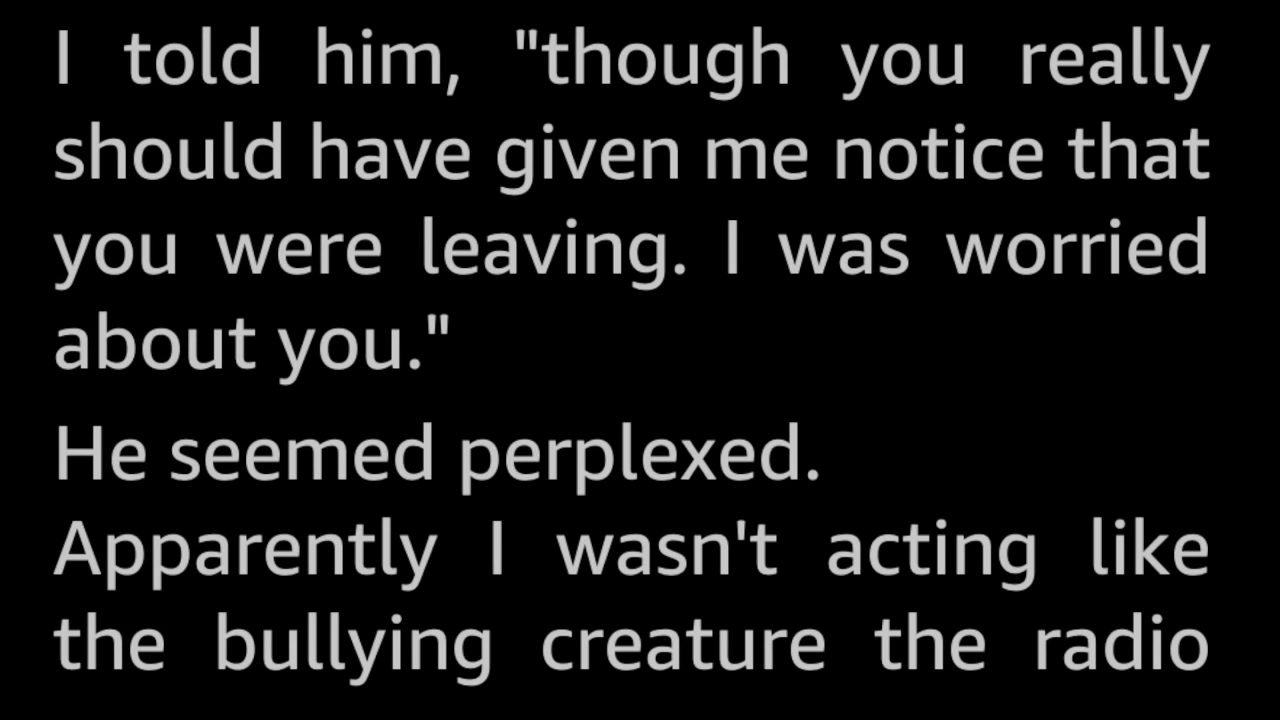 I told him, "though you really
should have given me notice that
you were leaving. I was worried
about you."
He seemed perplexed.
Apparently I wasn't acting like
the bullying creature the radio